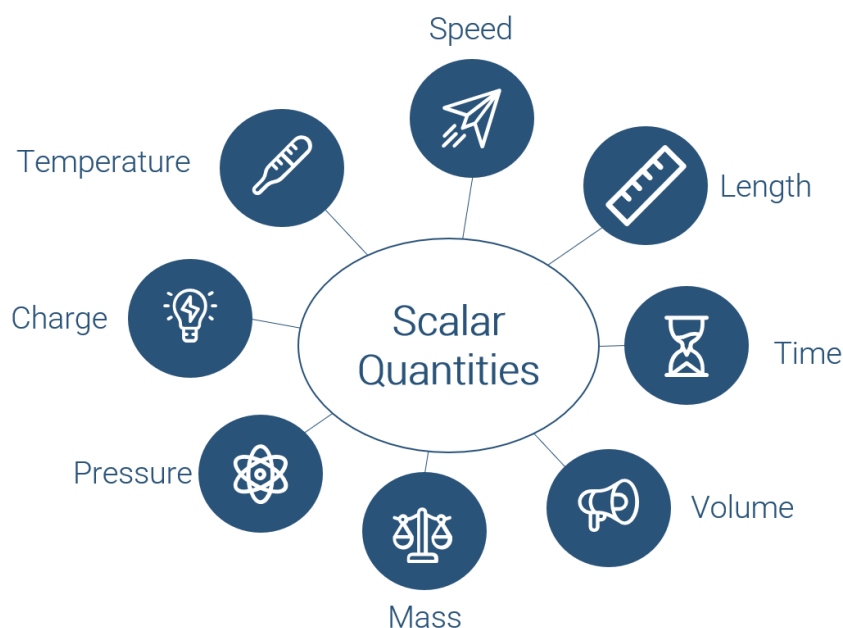 Speed
Temperature
Length
Charge
Scalar
Quantities
Time
Pressure
Volume
Mass